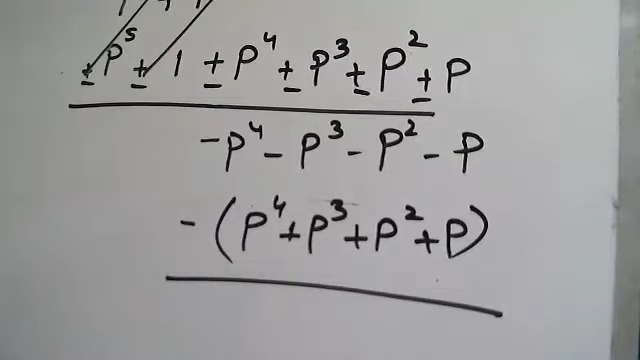 ± p⁵ ± 1 ± p⁴ ± p³ ± p² ± p
-p⁴ - p³ - p² - p
- (p⁴ + p³ + p² + p)